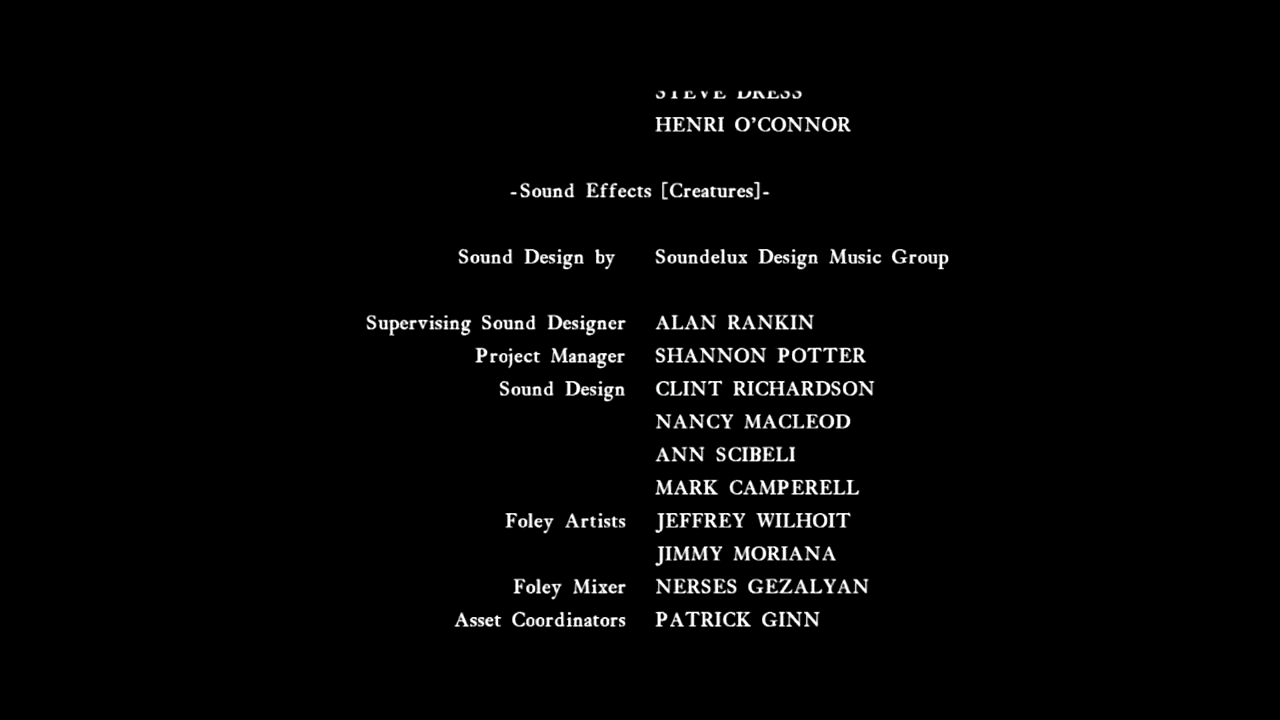 STEVE DRESS
HENRI O'CONNOR
-Sound Effects [Creatures]-
Sound Design by Soundelux Design Music Group
Supervising Sound Designer ALAN RANKIN
Project Manager SHANNON POTTER
Sound Design CLINT RICHARDSON
NANCY MACLEOD
ANN SCIBELI
MARK CAMPERELL
Foley Artists JEFFREY WILHOIT
JIMMY MORIANA
Foley Mixer NERSES GEZALYAN
Asset Coordinators PATRICK GINN